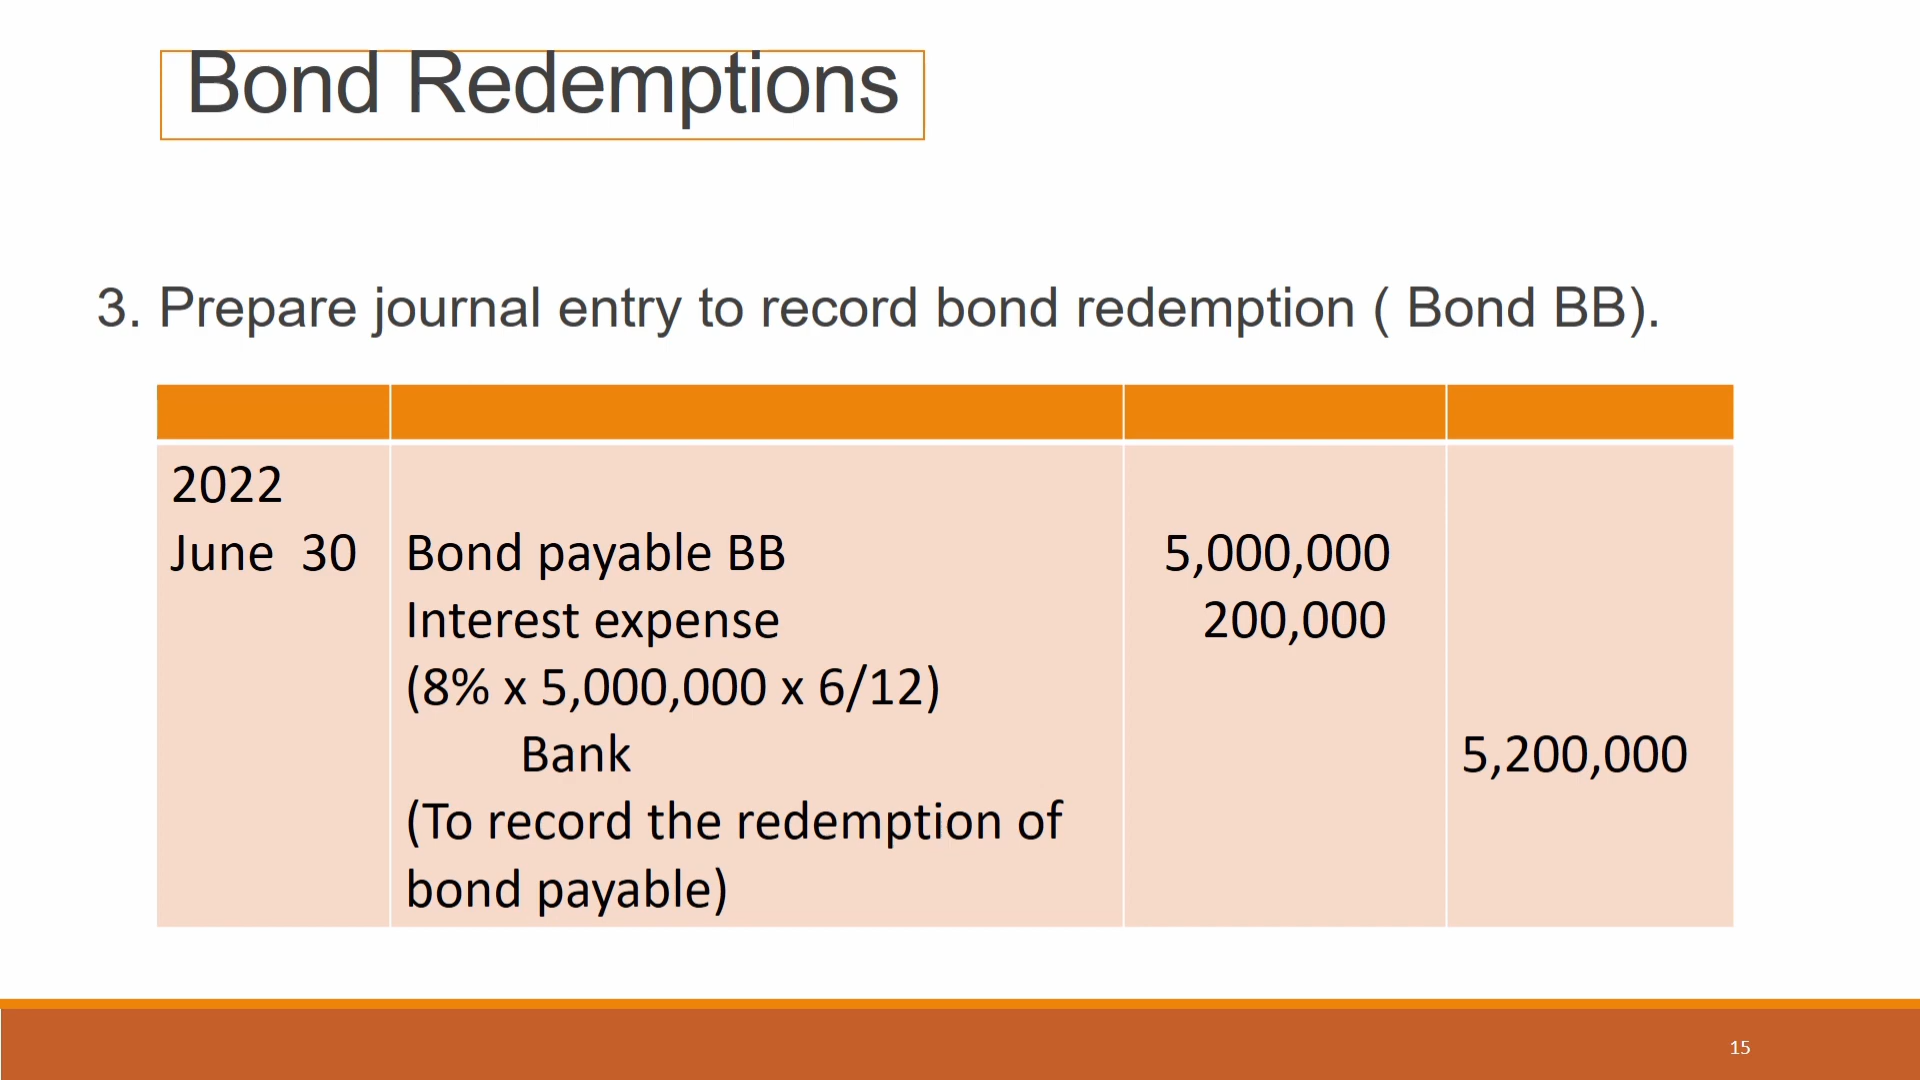 Bond Redemptions
3. Prepare journal entry to record bond redemption ( Bond BB).
2022
June 30 Bond payable BB 5,000,000
Interest expense 200,000
(8% x 5,000,000 x 6/12)
Bank 5,200,000
(To record the redemption of
bond payable)
15